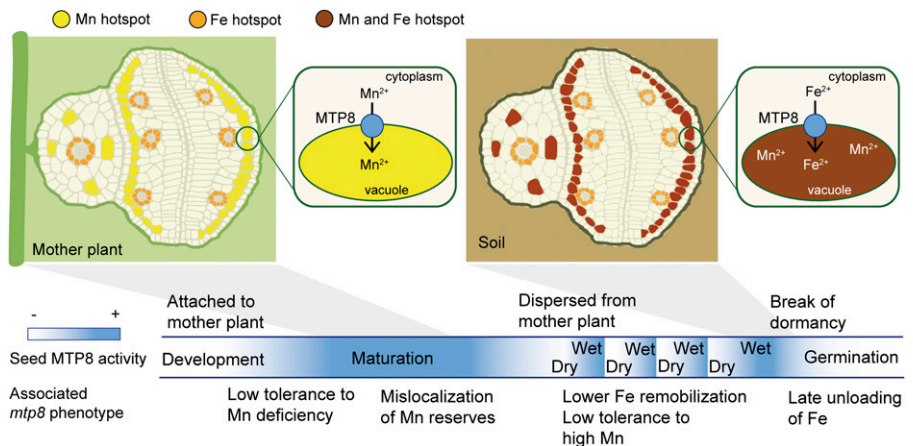 Mn hotspot
Fe hotspot
Mn and Fe hotspot
cytoplasm
Mn²⁺
MTP8
Mn²⁺
vacuole
Mother plant
cytoplasm
Fe²⁺
MTP8
Mn²⁺
Mn²⁺
Fe²⁺
vacuole
Soil
Attached to
mother plant
Dispersed from
mother plant
Break of
dormancy
- +
Seed MTP8 activity
Development
Maturation
Dry Wet
Dry Wet
Dry Wet
Dry Wet
Germination
Associated
mtp8 phenotype
Low tolerance to
Mn deficiency
Mislocalization
of Mn reserves
Lower Fe remobilization
Low tolerance to
high Mn
Late unloading
of Fe